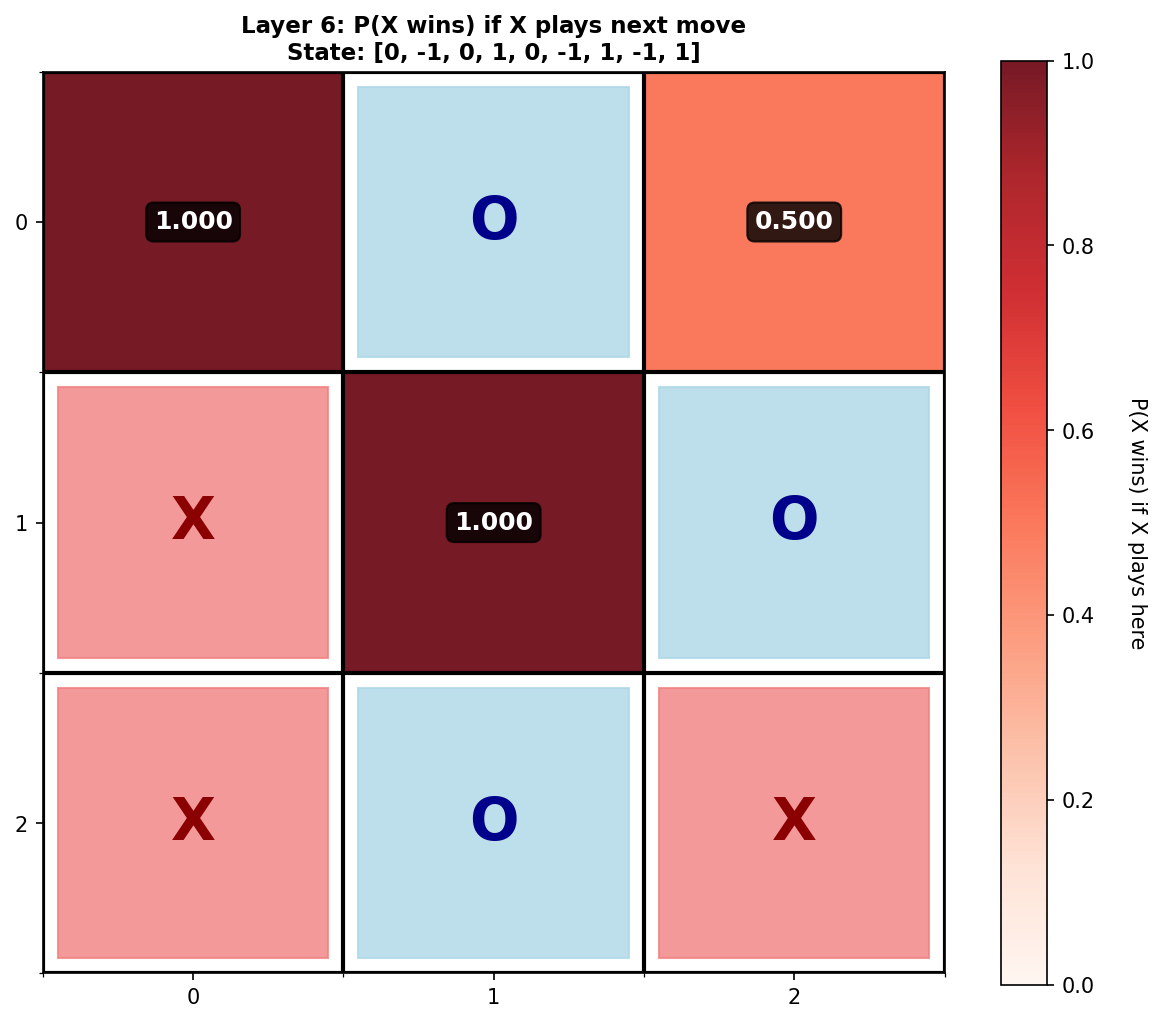 Layer 6: P(X wins) if X plays next move
State: [0, -1, 0, 1, 0, -1, 1, -1, 1]
1.000 O 0.500
X 1.000 O
X O X
0
1
2
0 1 2
1.0
0.8
0.6
0.4
0.2
0.0
P(X wins) if X plays here